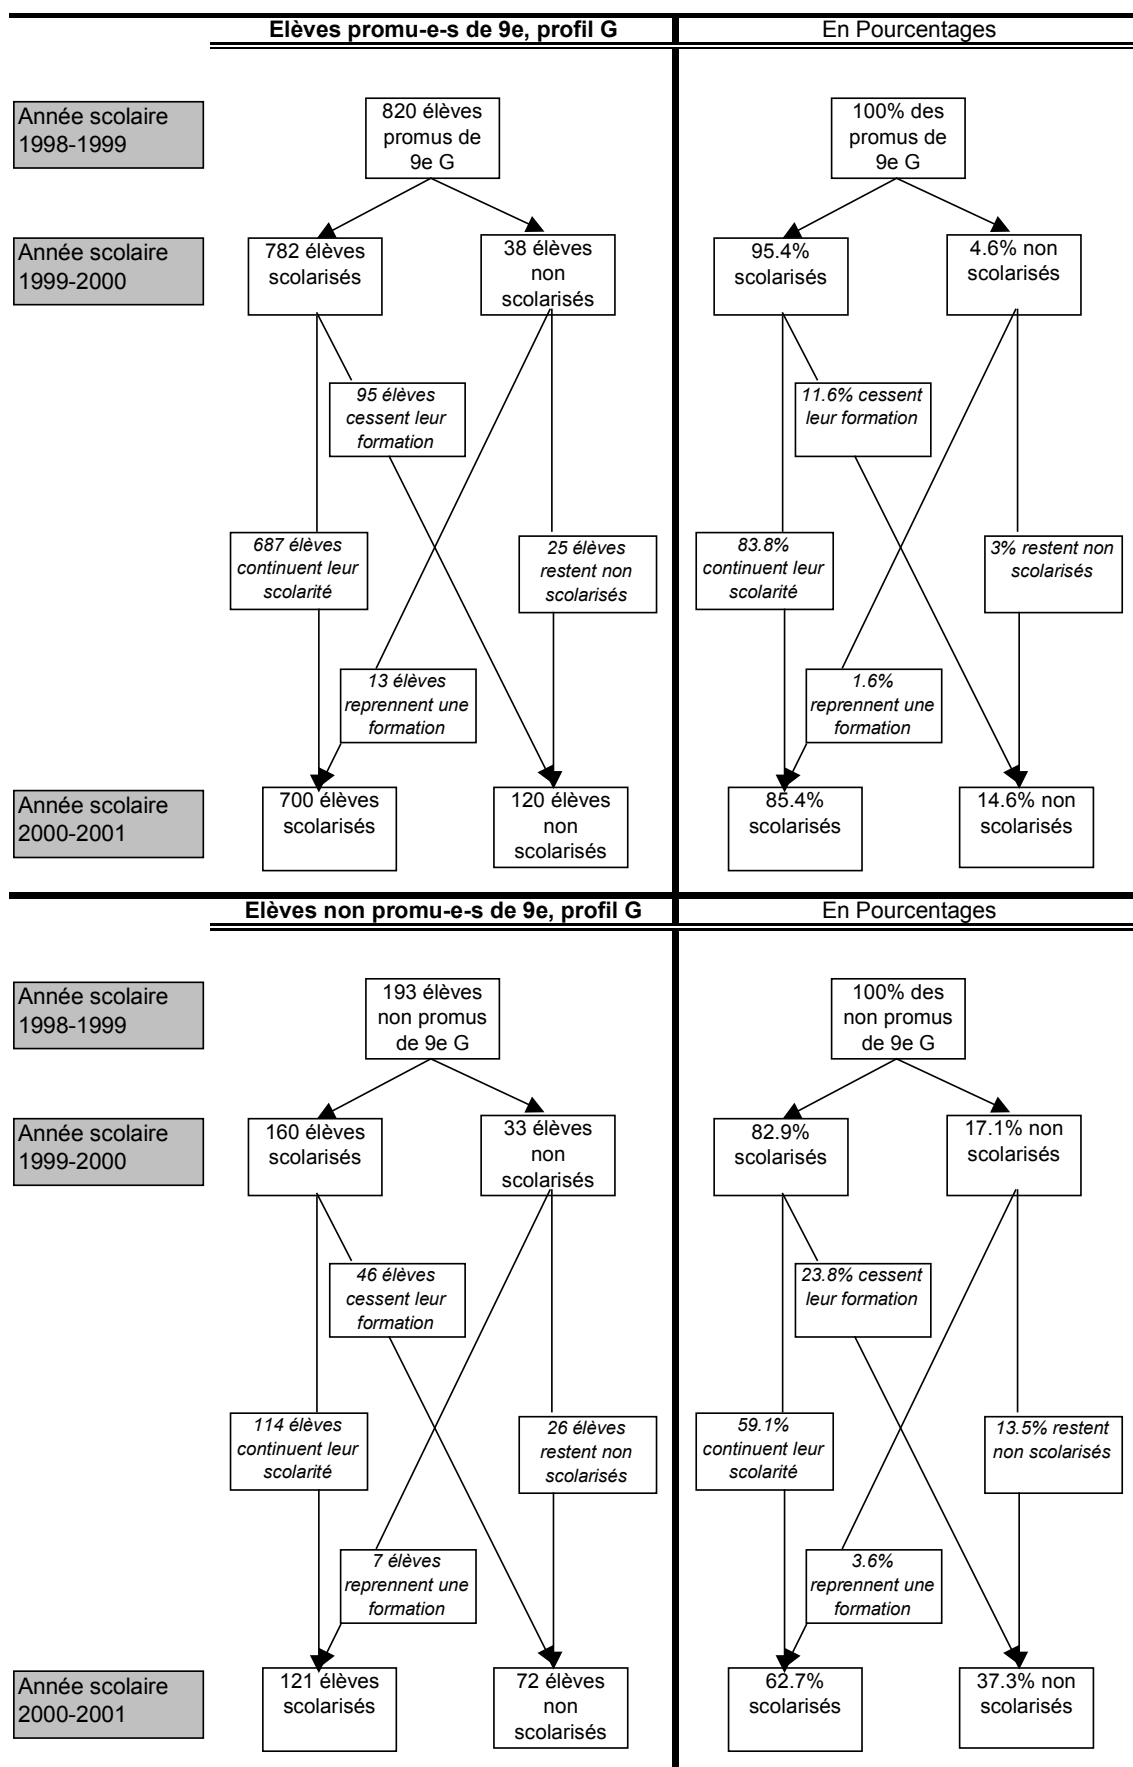 Elèves promu-e-s de 9e, profil G
En Pourcentages
Année scolaire
1998-1999
820 élèves
promus de
9e G
100% des
promus de
9e G
Année scolaire
1999-2000
782 élèves
scolarisés
38 élèves
non
scolarisés
95.4%
scolarisés
4.6% non
scolarisés
95 élèves
cessent leur
formation
11.6% cessent
leur formation
687 élèves
continuent leur
scolarité
25 élèves
restent non
scolarisés
83.8%
continuent leur
scolarité
3% restent non
scolarisés
13 élèves
reprennent une
formation
1.6%
reprennent une
formation
Année scolaire
2000-2001
700 élèves
scolarisés
120 élèves
non
scolarisés
85.4%
scolarisés
14.6% non
scolarisés
Elèves non promu-e-s de 9e, profil G
En Pourcentages
Année scolaire
1998-1999
193 élèves
non promus
de 9e G
100% des
non promus
de 9e G
Année scolaire
1999-2000
160 élèves
scolarisés
33 élèves
non
scolarisés
82.9%
scolarisés
17.1% non
scolarisés
46 élèves
cessent leur
formation
23.8% cessent
leur formation
114 élèves
continuent leur
scolarité
26 élèves
restent non
scolarisés
59.1%
continuent leur
scolarité
13.5% restent
non scolarisés
7 élèves
reprennent une
formation
3.6%
reprennent une
formation
Année scolaire
2000-2001
121 élèves
scolarisés
72 élèves
non
scolarisés
62.7%
scolarisés
37.3% non
scolarisés